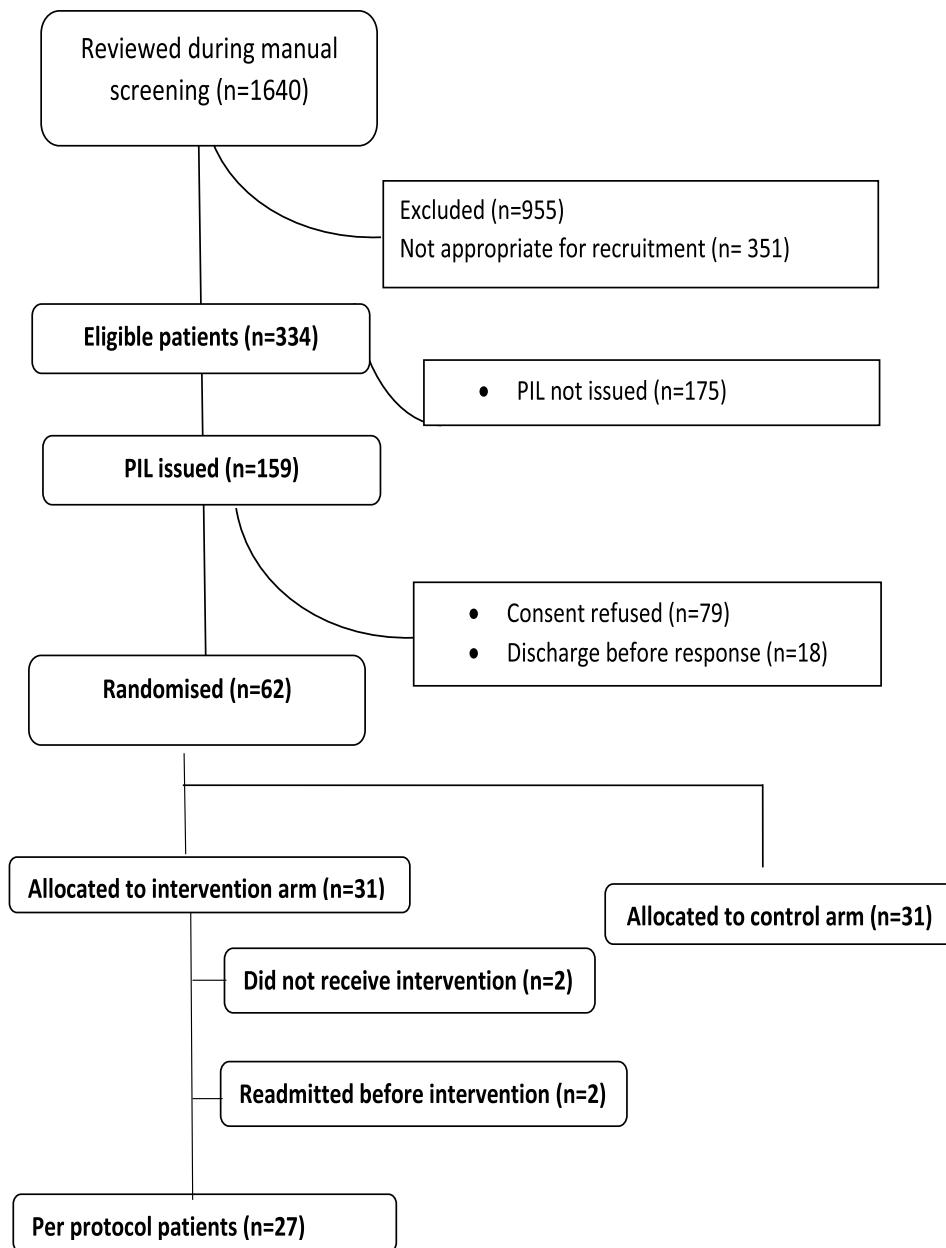 Reviewed during manual
screening (n=1640)
Excluded (n=955)
Not appropriate for recruitment (n= 351)
Eligible patients (n=334)
• PIL not issued (n=175)
PIL issued (n=159)
• Consent refused (n=79)
• Discharge before response (n=18)
Randomised (n=62)
Allocated to intervention arm (n=31)
Allocated to control arm (n=31)
Did not receive intervention (n=2)
Readmitted before intervention (n=2)
Per protocol patients (n=27)